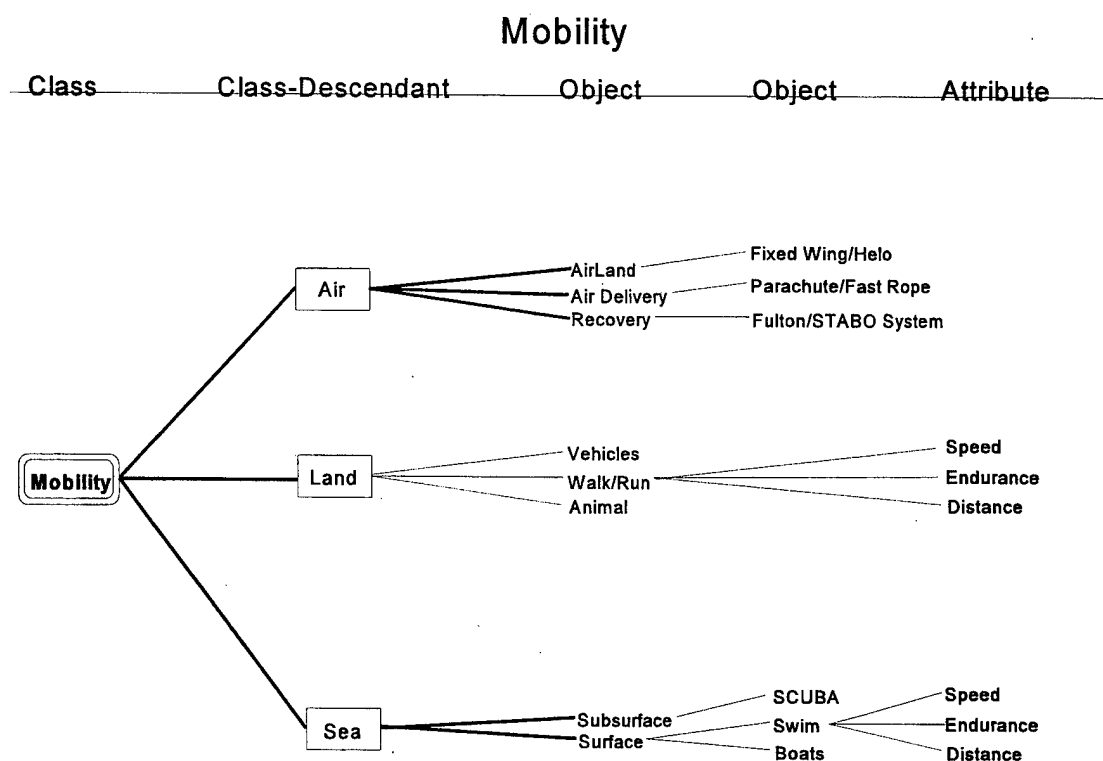 Mobility
Class Class-Descendant Object Object Attribute
Air
AirLand
Air Delivery
Recovery
Fixed Wing/Helo
Parachute/Fast Rope
Fulton/STABO System
Mobility
Land
Vehicles
Walk/Run
Animal
Speed
Endurance
Distance
Sea
Subsurface
Surface
SCUBA
Swim
Boats
Speed
Endurance
Distance